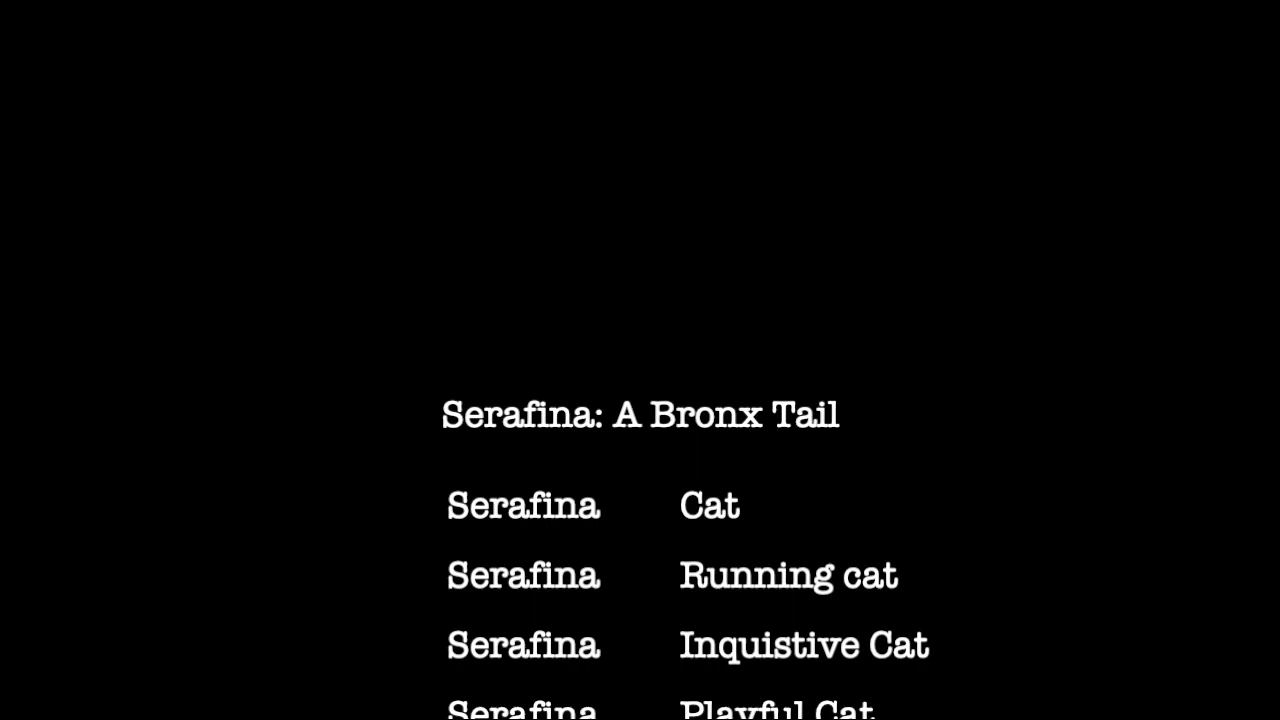 Serafina: A Bronx Tail
Serafina Cat
Serafina Running cat
Serafina Inquistive Cat
Serafina Playful Cat